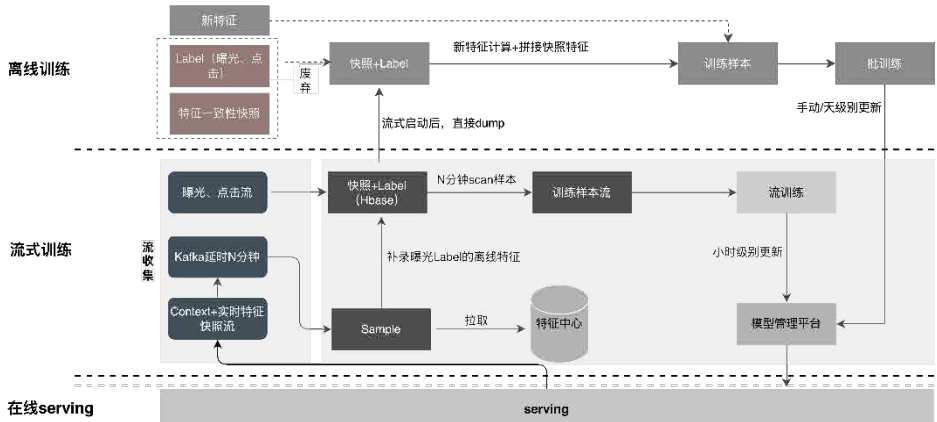 新特征
Label（曝光、点
击）
特征一致性快照
离线训练
废
弃
快照+Label
新特征计算+拼接快照特征
训练样本
批训练
手动/天级别更新
流式启动后，直接dump
流式训练
流
收
集
曝光、点击流
Kafka延时N分钟
Context+实时特征
快照流
快照+Label
（Hbase）
N分钟scan样本
训练样本流
流训练
补录曝光Label的离线特征
小时级别更新
Sample
拉取
特征中心
模型管理平台
在线serving
serving